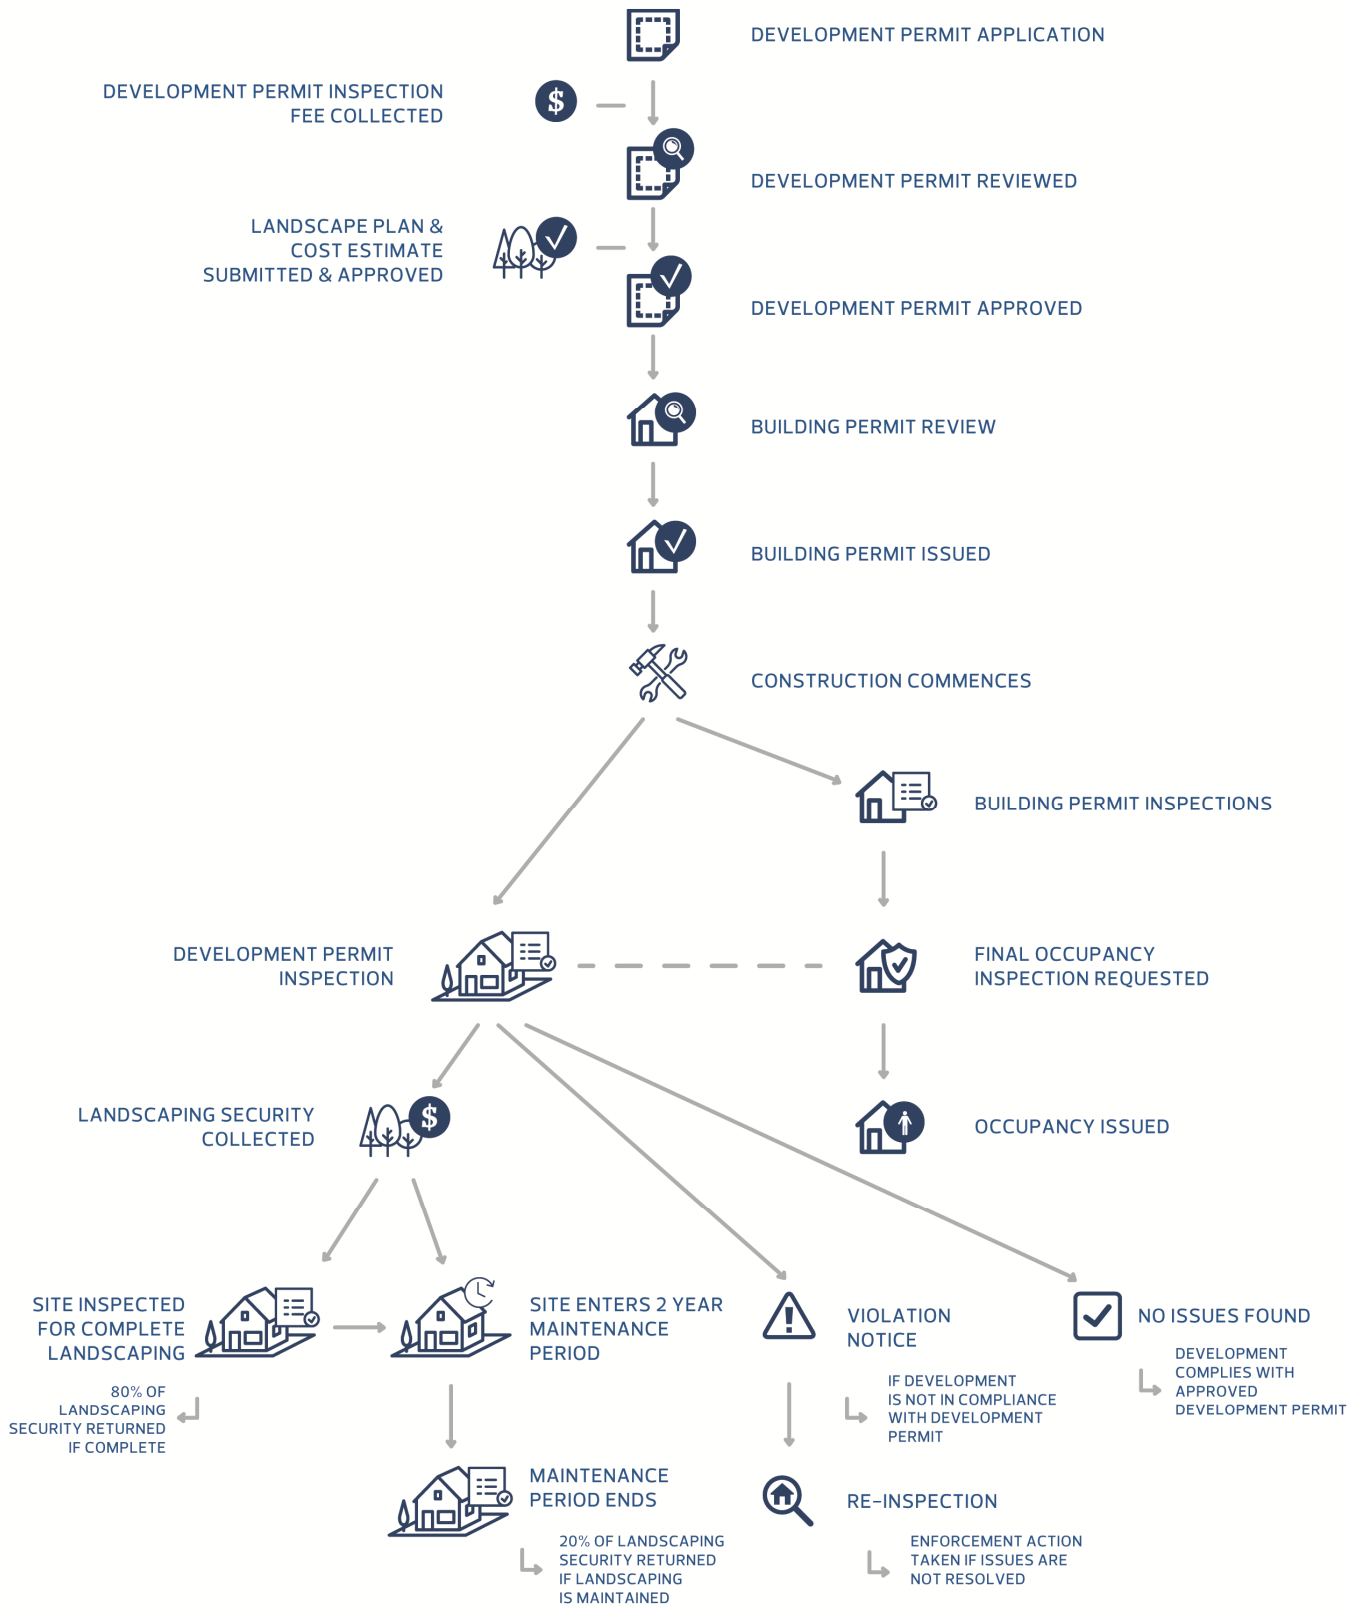 DEVELOPMENT PERMIT APPLICATION
DEVELOPMENT PERMIT INSPECTION
FEE COLLECTED
$
DEVELOPMENT PERMIT REVIEWED
LANDSCAPE PLAN &
COST ESTIMATE
SUBMITTED & APPROVED
DEVELOPMENT PERMIT APPROVED
BUILDING PERMIT REVIEW
BUILDING PERMIT ISSUED
CONSTRUCTION COMMENCES
BUILDING PERMIT INSPECTIONS
DEVELOPMENT PERMIT
INSPECTION
FINAL OCCUPANCY
INSPECTION REQUESTED
LANDSCAPING SECURITY
COLLECTED
$
OCCUPANCY ISSUED
SITE INSPECTED
FOR COMPLETE
LANDSCAPING
80% OF
LANDSCAPING
SECURITY RETURNED
IF COMPLETE
SITE ENTERS 2 YEAR
MAINTENANCE
PERIOD
VIOLATION
NOTICE
IF DEVELOPMENT
IS NOT IN COMPLIANCE
WITH DEVELOPMENT
PERMIT
NO ISSUES FOUND
DEVELOPMENT
COMPLIES WITH
APPROVED
DEVELOPMENT PERMIT
MAINTENANCE
PERIOD ENDS
20% OF LANDSCAPING
SECURITY RETURNED
IF LANDSCAPING
IS MAINTAINED
RE-INSPECTION
ENFORCEMENT ACTION
TAKEN IF ISSUES ARE
NOT RESOLVED